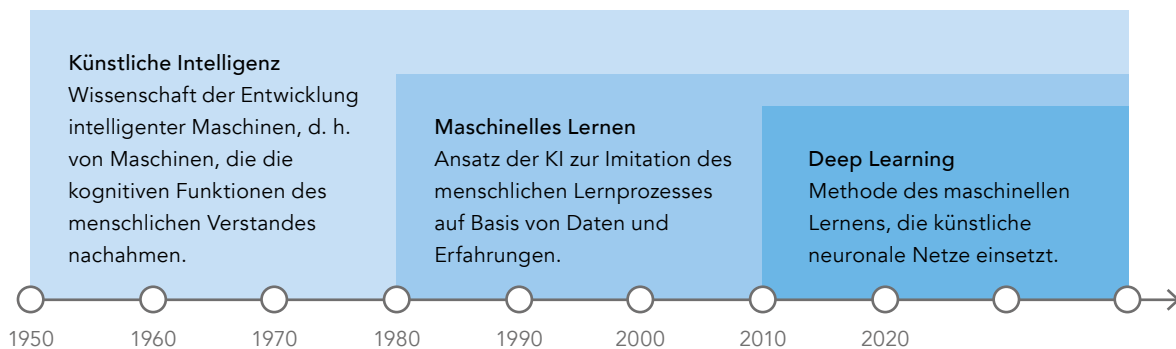 Künstliche Intelligenz
Wissenschaft der Entwicklung
intelligenter Maschinen, d. h.
von Maschinen, die die
kognitiven Funktionen des
menschlichen Verstandes
nachahmen.
Maschinelles Lernen
Ansatz der KI zur Imitation des
menschlichen Lernprozesses
auf Basis von Daten und
Erfahrungen.
Deep Learning
Methode des maschinellen
Lernens, die künstliche
neuronale Netze einsetzt.
1950 1960 1970 1980 1990 2000 2010 2020